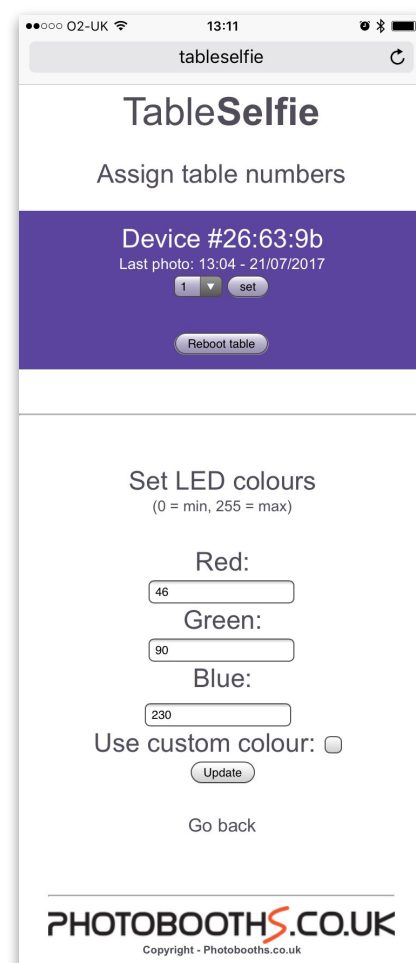 O2-UK 13:11
tableselfie
TableSelfie
Assign table numbers
Device #26:63:9b
Last photo: 13:04 - 21/07/2017
1 set
Reboot table
Set LED colours
(0 = min, 255 = max)
Red:
46
Green:
90
Blue:
230
Use custom colour:
Update
Go back
PHOTOBOOTHS.CO.UK
Copyright - Photobooths.co.uk